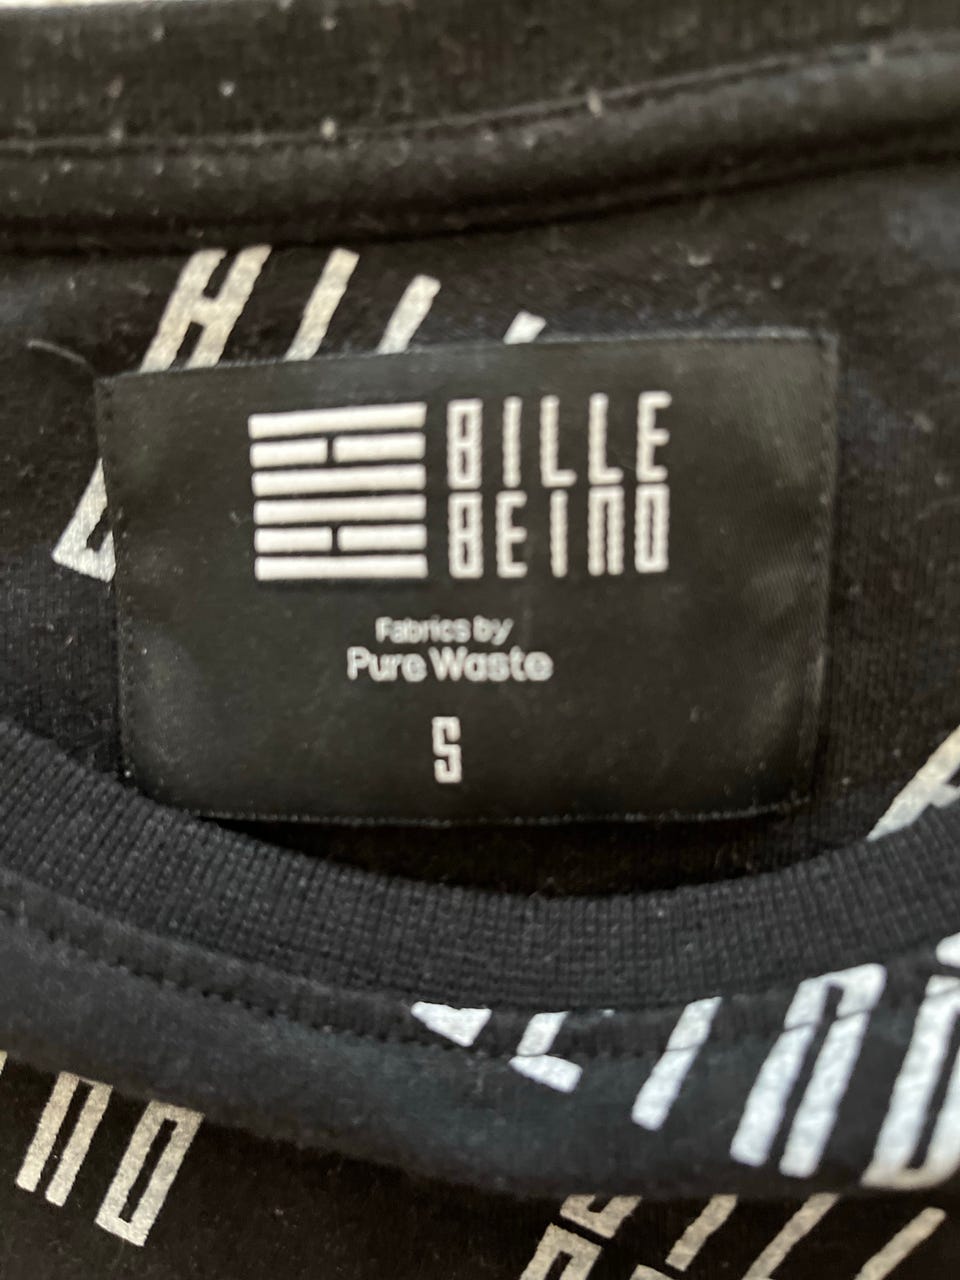 BILLE
BEINO
Fabrics by
Pure Waste
S